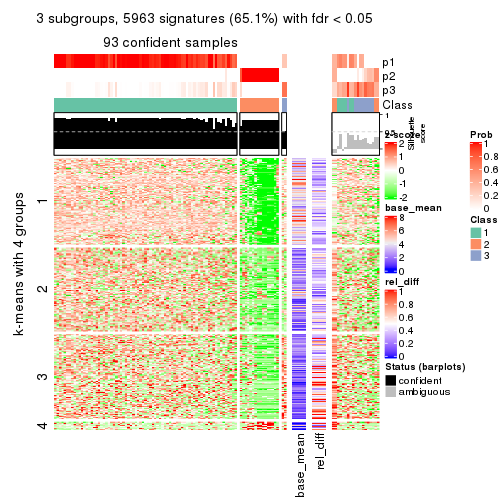 3 subgroups, 5963 signatures (65.1%) with fdr < 0.05
93 confident samples
p1
p2
p3
Class
1
0.5
Silhouette
score
k-means with 4 groups
1
2
3
4
base_mean
rel_diff
z-score
2
1
0
-1
-2
base_mean
8
6
4
2
0
rel_diff
1
0.8
0.6
0.4
0.2
0
Status (barplots)
confident
ambiguous
Prob
1
0.8
0.6
0.4
0.2
0
Class
1
2
3